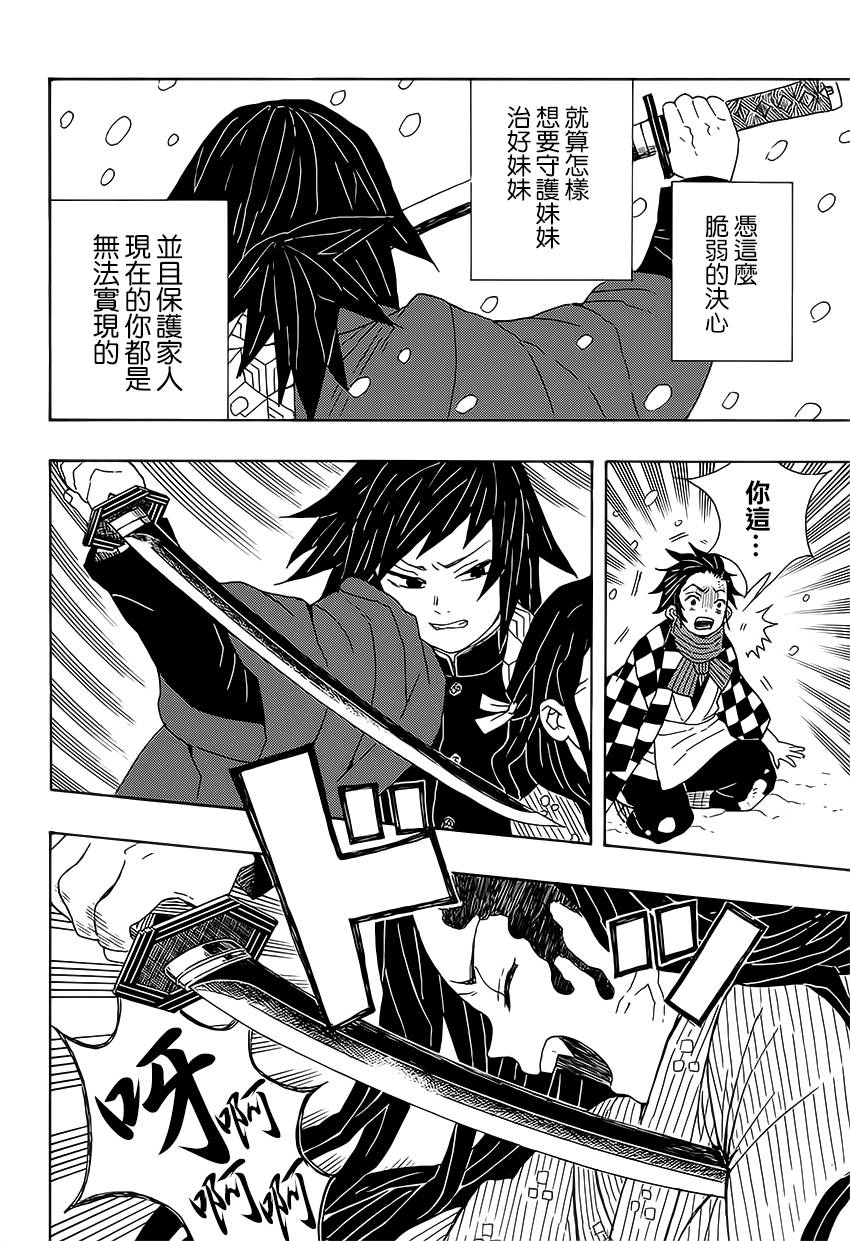 憑這麼
脆弱的決心
就算怎樣
想要守護妹妹
治好妹妹
並且保護家人
現在的你都是
無法實現的
你這…
ド
呀
啊
啊
啊